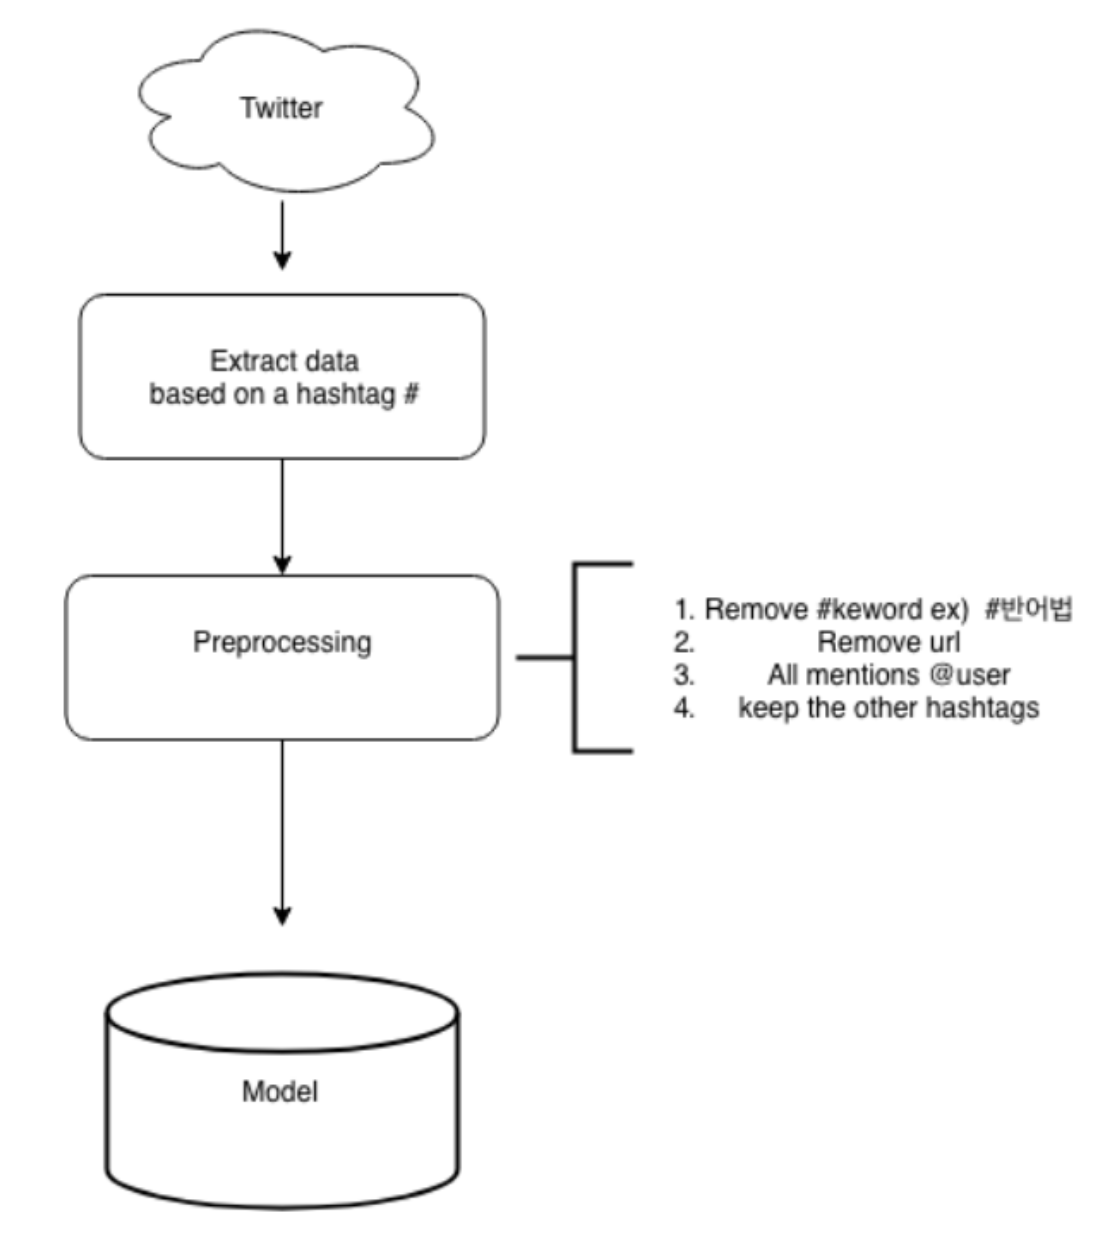 Twitter
Extract data
based on a hashtag #
Preprocessing
1. Remove #keword ex)  #반어법
2. Remove url
3. All mentions @user
4. keep the other hashtags
Model